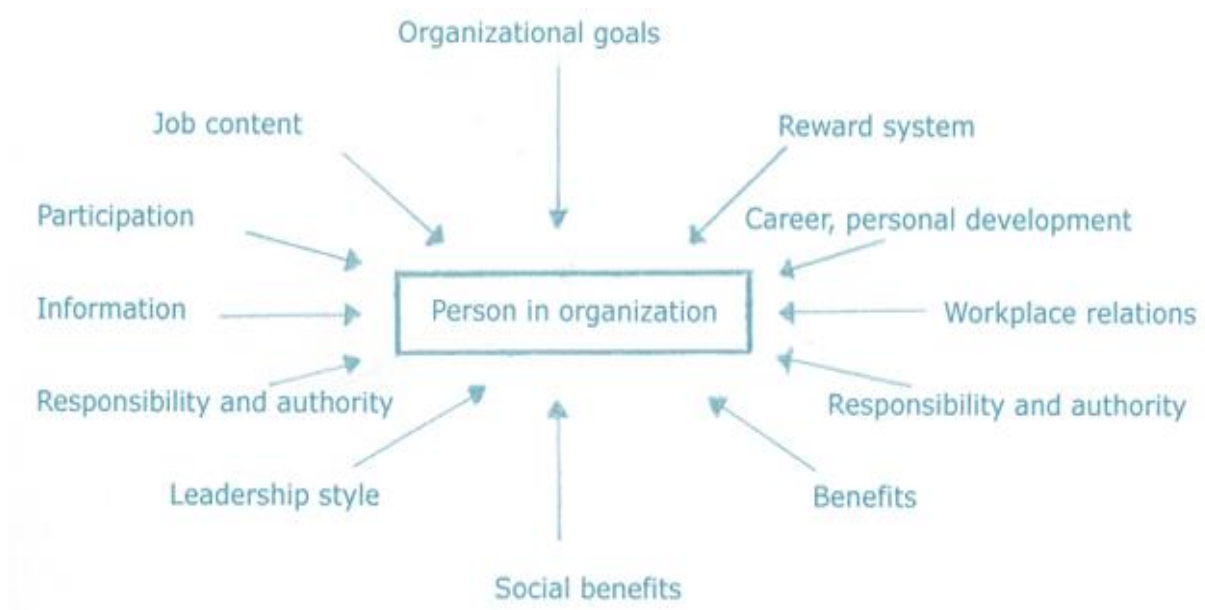 Organizational goals
Job content
Reward system
Participation
Career, personal development
Information
Person in organization
Workplace relations
Responsibility and authority
Responsibility and authority
Leadership style
Benefits
Social benefits